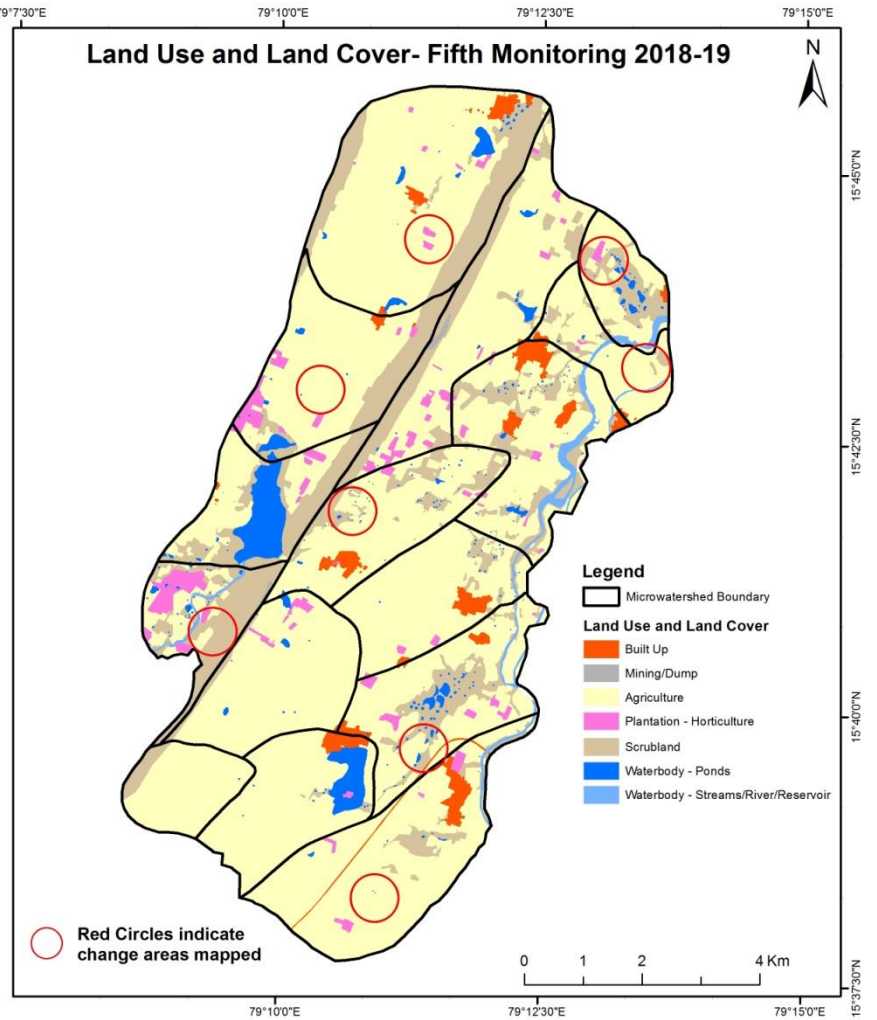 79°7'30"E 79°10'0"E 79°12'30"E 79°15'0"E
Land Use and Land Cover- Fifth Monitoring 2018-19
N
15°45'0"N
15°42'30"N
Legend
Microwatershed Boundary
Land Use and Land Cover
Built Up
Mining/Dump
Agriculture
Plantation - Horticulture
Scrubland
Waterbody - Ponds
Waterbody - Streams/River/Reservoir
15°40'0"N
Red Circles indicate
change areas mapped
0 1 2 4 Km
15°37'30"N
79°10'0"E 79°12'30"E 79°15'0"E